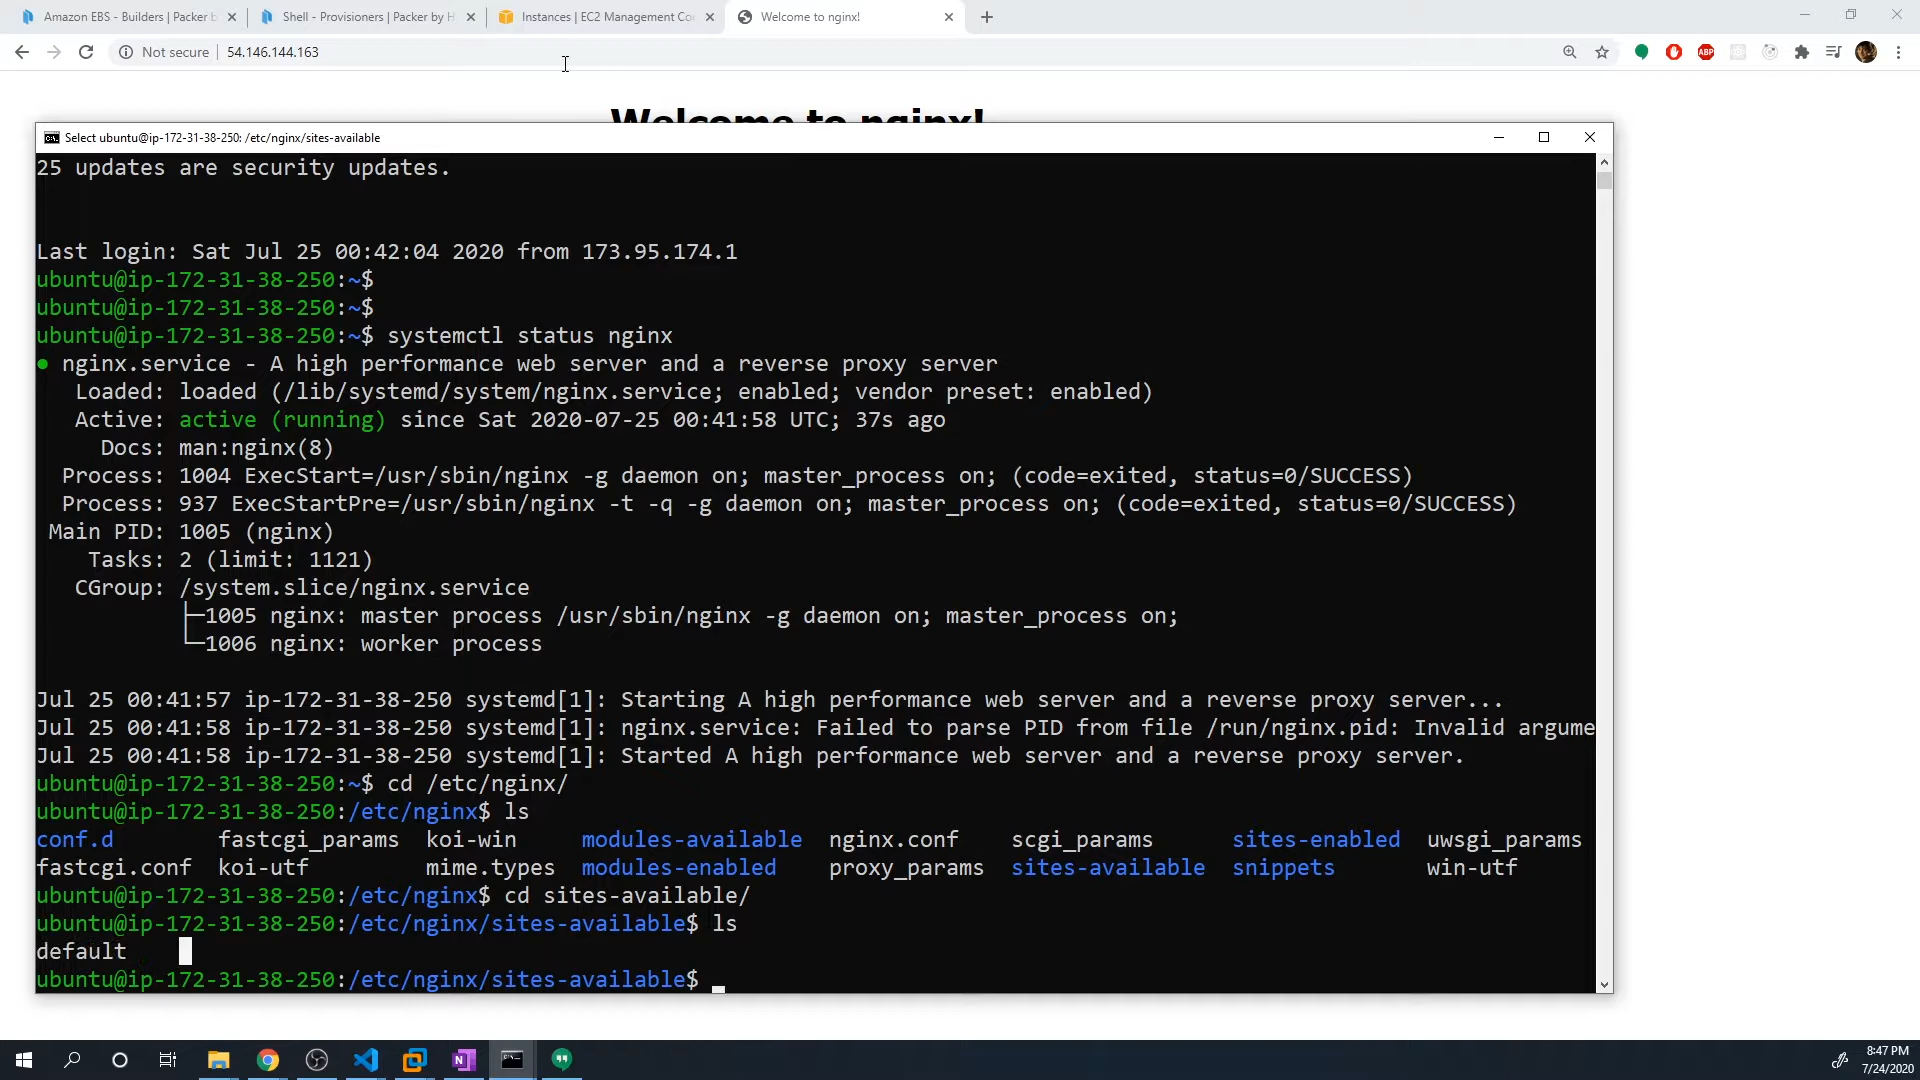 Amazon EBS - Builders | Packer b
Shell - Provisioners | Packer by H
Instances | EC2 Management Co
Welcome to nginx!
Not secure
54.146.144.163
ABP
Welcome to nginx!
Select ubuntu@ip-172-31-38-250: /etc/nginx/sites-available
25 updates are security updates.
Last login: Sat Jul 25 00:42:04 2020 from 173.95.174.1
ubuntu@ip-172-31-38-250:~$
ubuntu@ip-172-31-38-250:~$
ubuntu@ip-172-31-38-250:~$ systemctl status nginx
● nginx.service - A high performance web server and a reverse proxy server
Loaded: loaded (/lib/systemd/system/nginx.service; enabled; vendor preset: enabled)
Active: active (running) since Sat 2020-07-25 00:41:58 UTC; 37s ago
Docs: man:nginx(8)
Process: 1004 ExecStart=/usr/sbin/nginx -g daemon on; master_process on; (code=exited, status=0/SUCCESS)
Process: 937 ExecStartPre=/usr/sbin/nginx -t -q -g daemon on; master_process on; (code=exited, status=0/SUCCESS)
Main PID: 1005 (nginx)
Tasks: 2 (limit: 1121)
CGroup: /system.slice/nginx.service
├─1005 nginx: master process /usr/sbin/nginx -g daemon on; master_process on;
└─1006 nginx: worker process
Jul 25 00:41:57 ip-172-31-38-250 systemd[1]: Starting A high performance web server and a reverse proxy server...
Jul 25 00:41:58 ip-172-31-38-250 systemd[1]: nginx.service: Failed to parse PID from file /run/nginx.pid: Invalid argume
Jul 25 00:41:58 ip-172-31-38-250 systemd[1]: Started A high performance web server and a reverse proxy server.
ubuntu@ip-172-31-38-250:~$ cd /etc/nginx/
ubuntu@ip-172-31-38-250:/etc/nginx$ ls
conf.d fastcgi_params koi-win modules-available nginx.conf scgi_params sites-enabled uwsgi_params
fastcgi.conf koi-utf mime.types modules-enabled proxy_params sites-available snippets win-utf
ubuntu@ip-172-31-38-250:/etc/nginx$ cd sites-available/
ubuntu@ip-172-31-38-250:/etc/nginx/sites-available$ ls
default
ubuntu@ip-172-31-38-250:/etc/nginx/sites-available$
8:47 PM
7/24/2020